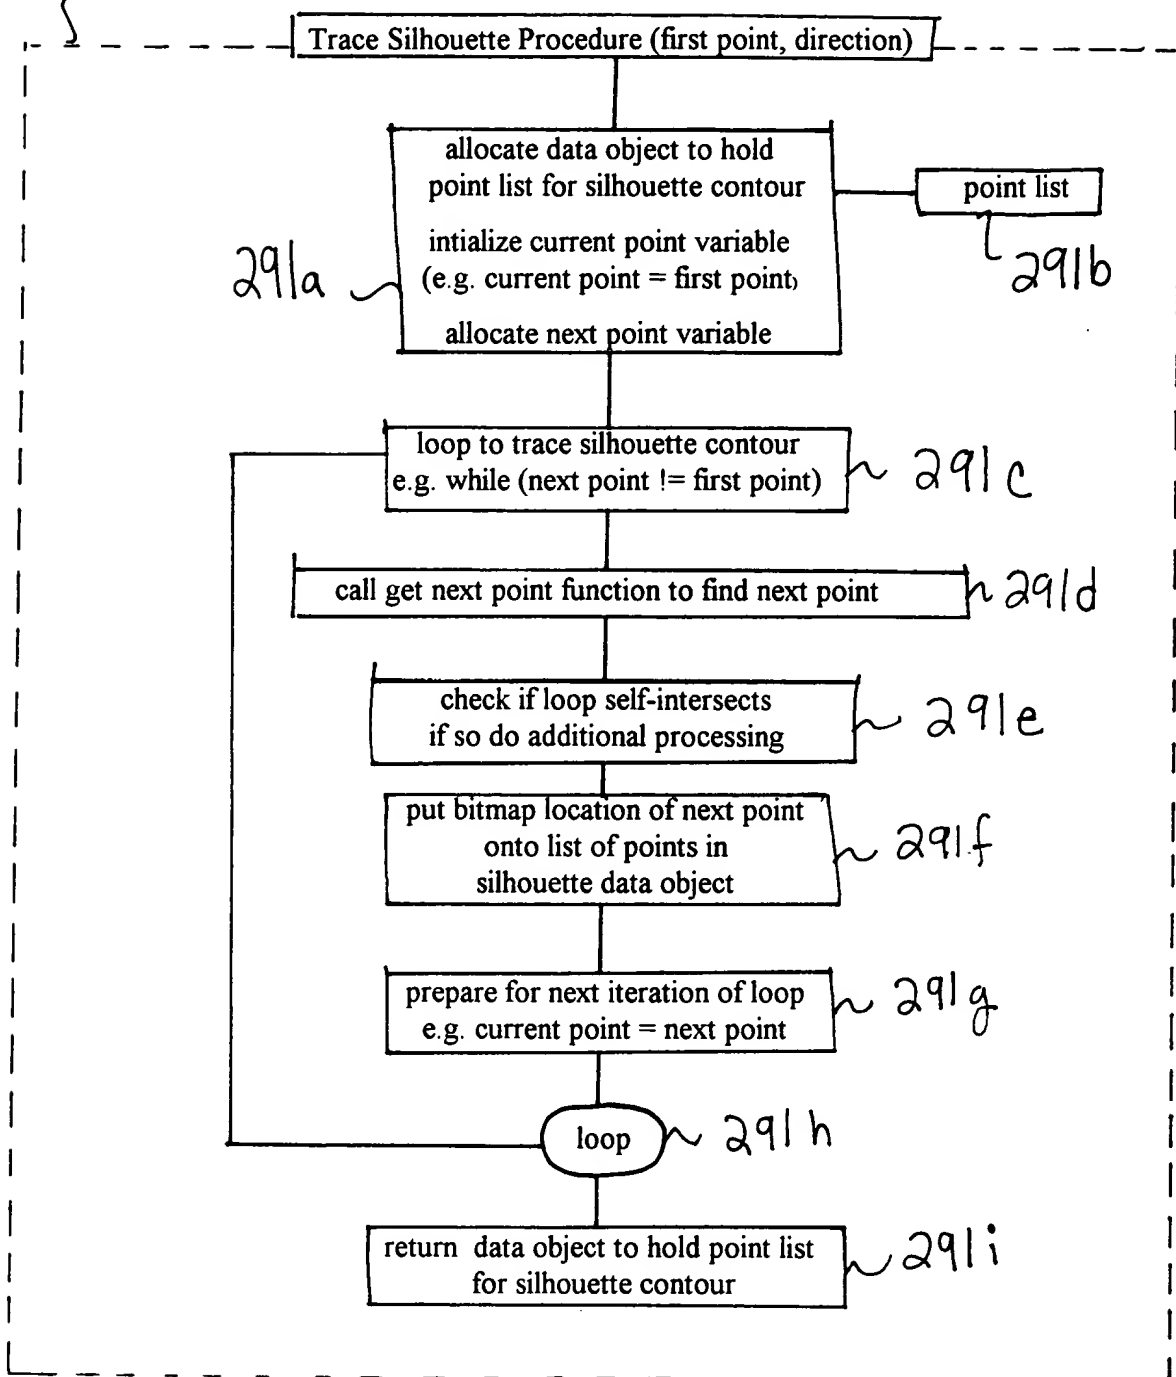 Trace Silhouette Procedure (first point, direction)
allocate data object to hold
point list for silhouette contour
intialize current point variable
(e.g. current point = first point)
allocate next point variable
291a
point list
291b
loop to trace silhouette contour
e.g. while (next point != first point)
291c
call get next point function to find next point
291d
check if loop self-intersects
if so do additional processing
291e
put bitmap location of next point
onto list of points in
silhouette data object
291f
prepare for next iteration of loop
e.g. current point = next point
291g
loop
291h
return data object to hold point list
for silhouette contour
291i